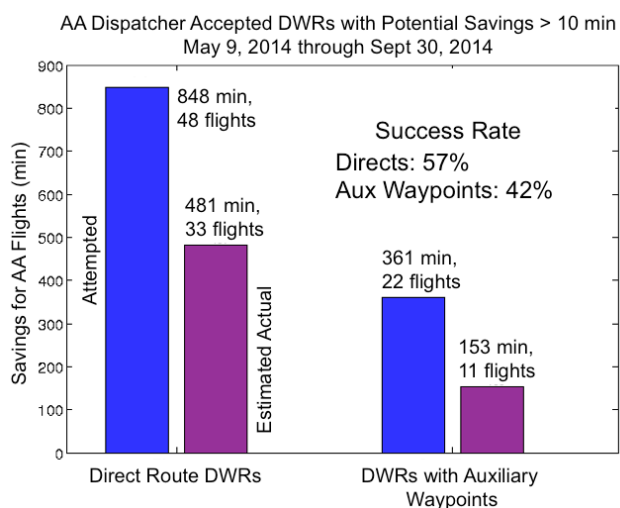 AA Dispatcher Accepted DWRs with Potential Savings > 10 min
May 9, 2014 through Sept 30, 2014
Savings for AA Flights (min)
900
800
700
600
500
400
300
200
100
0
Attempted
848 min,
48 flights
481 min,
33 flights
Estimated Actual
Success Rate
Directs: 57%
Aux Waypoints: 42%
361 min,
22 flights
153 min,
11 flights
Direct Route DWRs
DWRs with Auxiliary
Waypoints